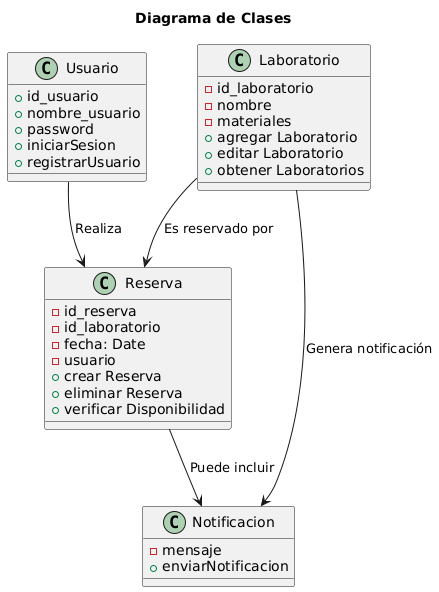 Diagrama de Clases
C Usuario
id_usuario
nombre_usuario
password
iniciarSesion
registrarUsuario
C Laboratorio
id_laboratorio
nombre
materiales
agregar Laboratorio
editar Laboratorio
obtener Laboratorios
Realiza
Es reservado por
C Reserva
id_reserva
id_laboratorio
fecha: Date
usuario
crear Reserva
eliminar Reserva
verificar Disponibilidad
Genera notificación
Puede incluir
C Notificacion
mensaje
enviarNotificacion